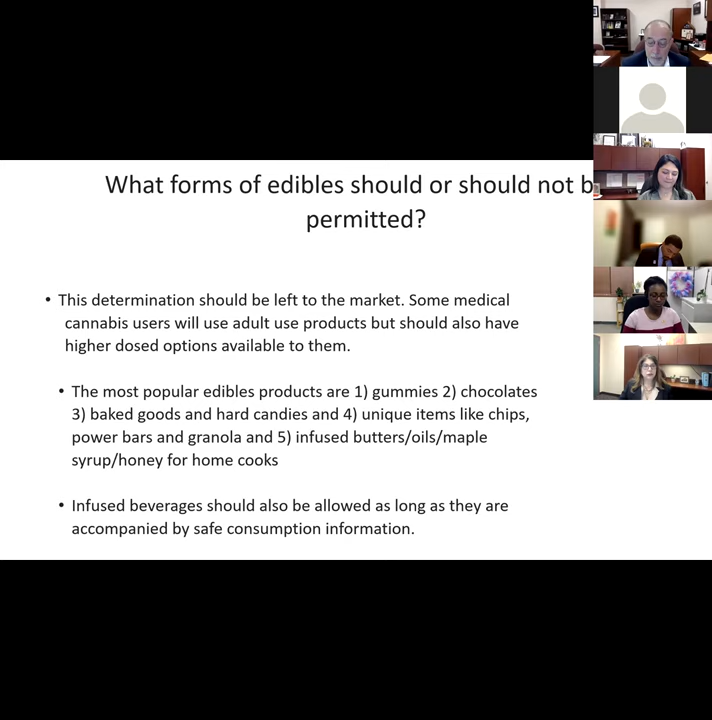 What forms of edibles should or should not b
permitted?
• This determination should be left to the market. Some medical
cannabis users will use adult use products but should also have
higher dosed options available to them.
• The most popular edibles products are 1) gummies 2) chocolates
3) baked goods and hard candies and 4) unique items like chips,
power bars and granola and 5) infused butters/oils/maple
syrup/honey for home cooks
• Infused beverages should also be allowed as long as they are
accompanied by safe consumption information.